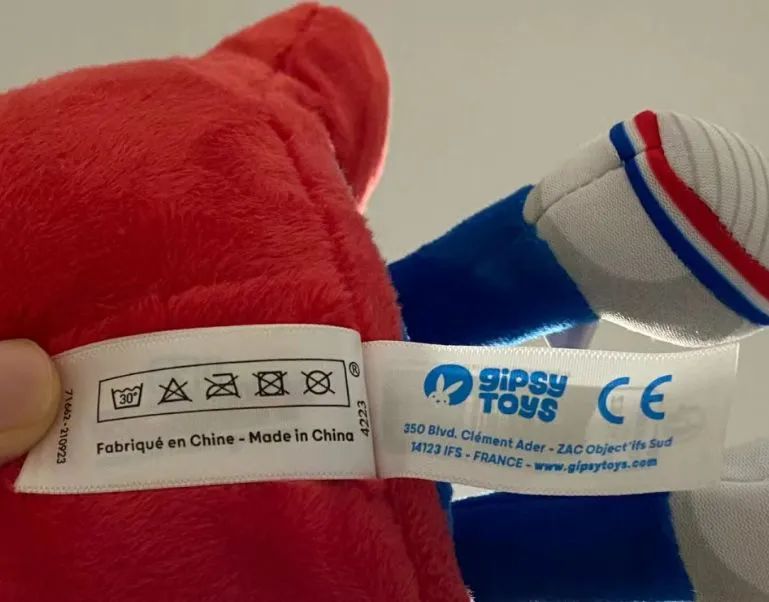 30°
®
Fabriqué en Chine - Made in China
71662-210923
4223
gipsy
TOYS
CE
350 Blvd. Clément Ader - ZAC Object'ifs Sud
14123 IFS - FRANCE - www.gipsytoys.com